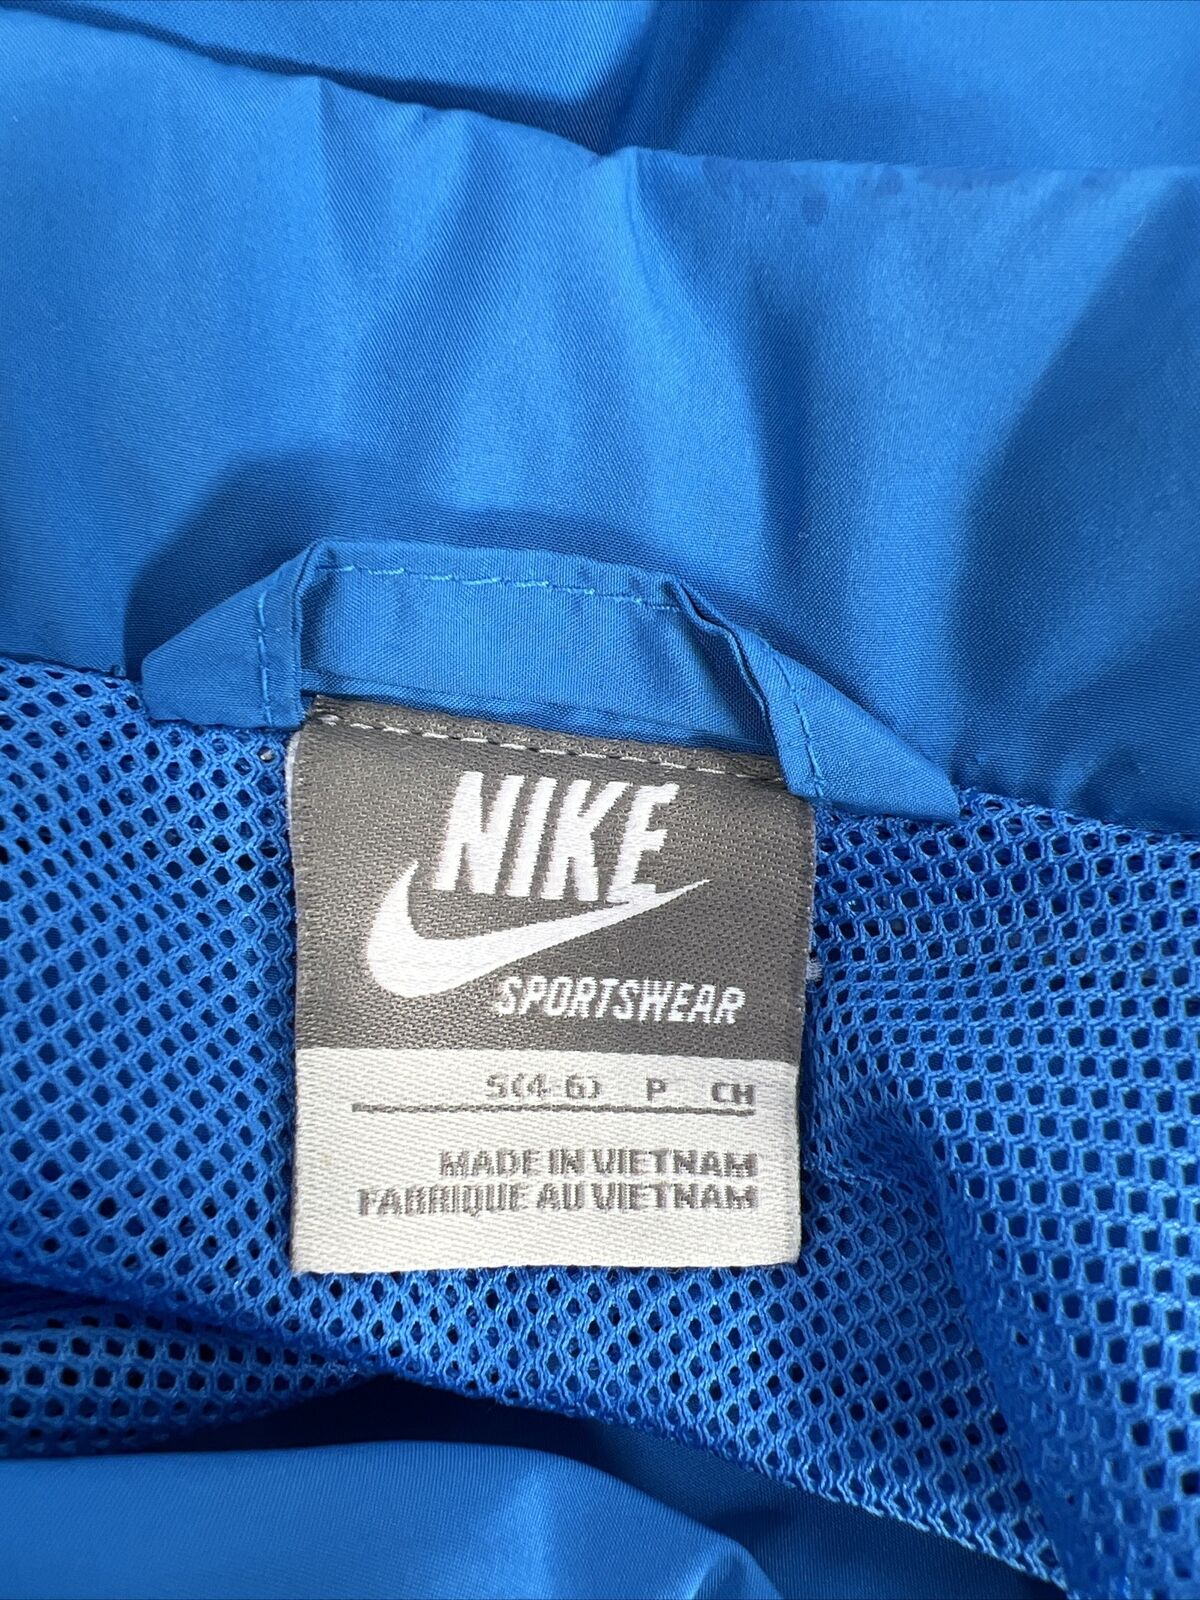 NIKE
SPORTSWEAR
S(4-6) P CH
MADE IN VIETNAM
FABRIQUE AU VIETNAM